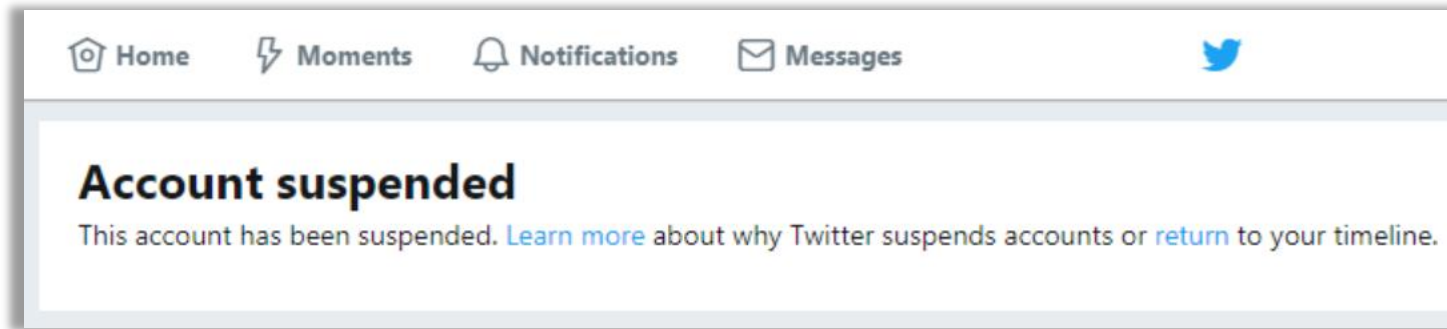 Home Moments Notifications Messages
Account suspended
This account has been suspended. Learn more about why Twitter suspends accounts or return to your timeline.